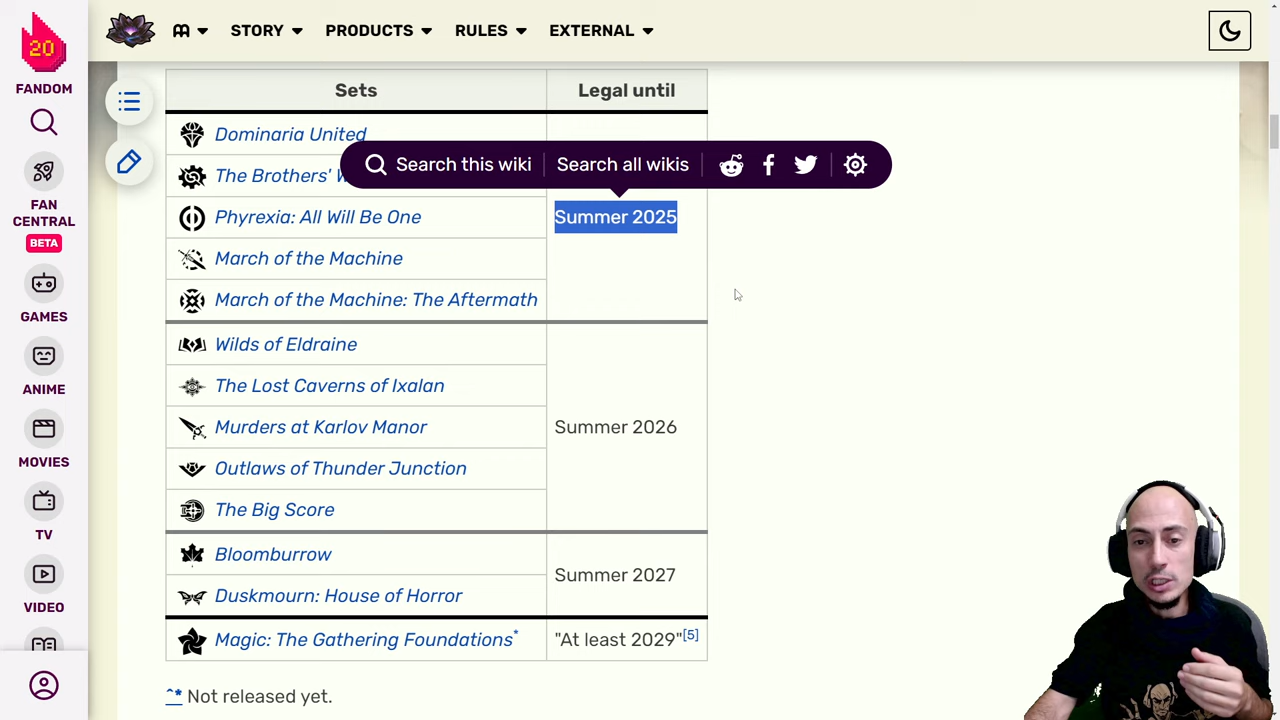 20
FANDOM
FAN
CENTRAL
BETA
GAMES
ANIME
MOVIES
TV
VIDEO
STORY PRODUCTS RULES EXTERNAL
Sets Legal until
Dominaria United
The Brothers' W
Search this wiki Search all wikis
Phyrexia: All Will Be One Summer 2025
March of the Machine
March of the Machine: The Aftermath
Wilds of Eldraine
The Lost Caverns of Ixalan
Murders at Karlov Manor Summer 2026
Outlaws of Thunder Junction
The Big Score
Bloomburrow
Summer 2027
Duskmourn: House of Horror
Magic: The Gathering Foundations* "At least 2029"[5]
^* Not released yet.